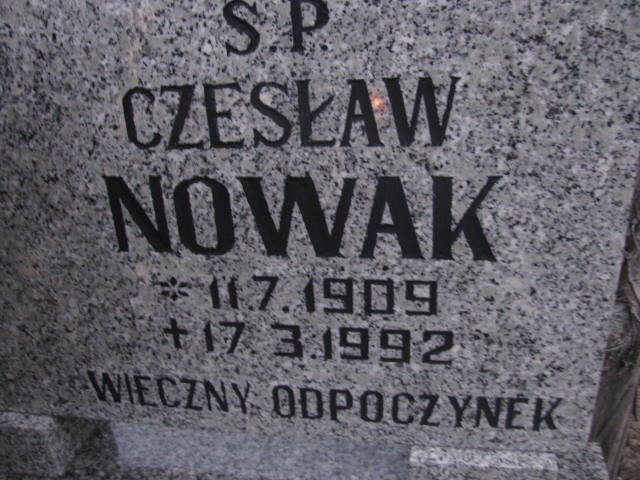 Ś.P.
CZESŁAW
NOWAK
* 11.7.1909
+ 17.3.1992
WIECZNY ODPOCZYNEK